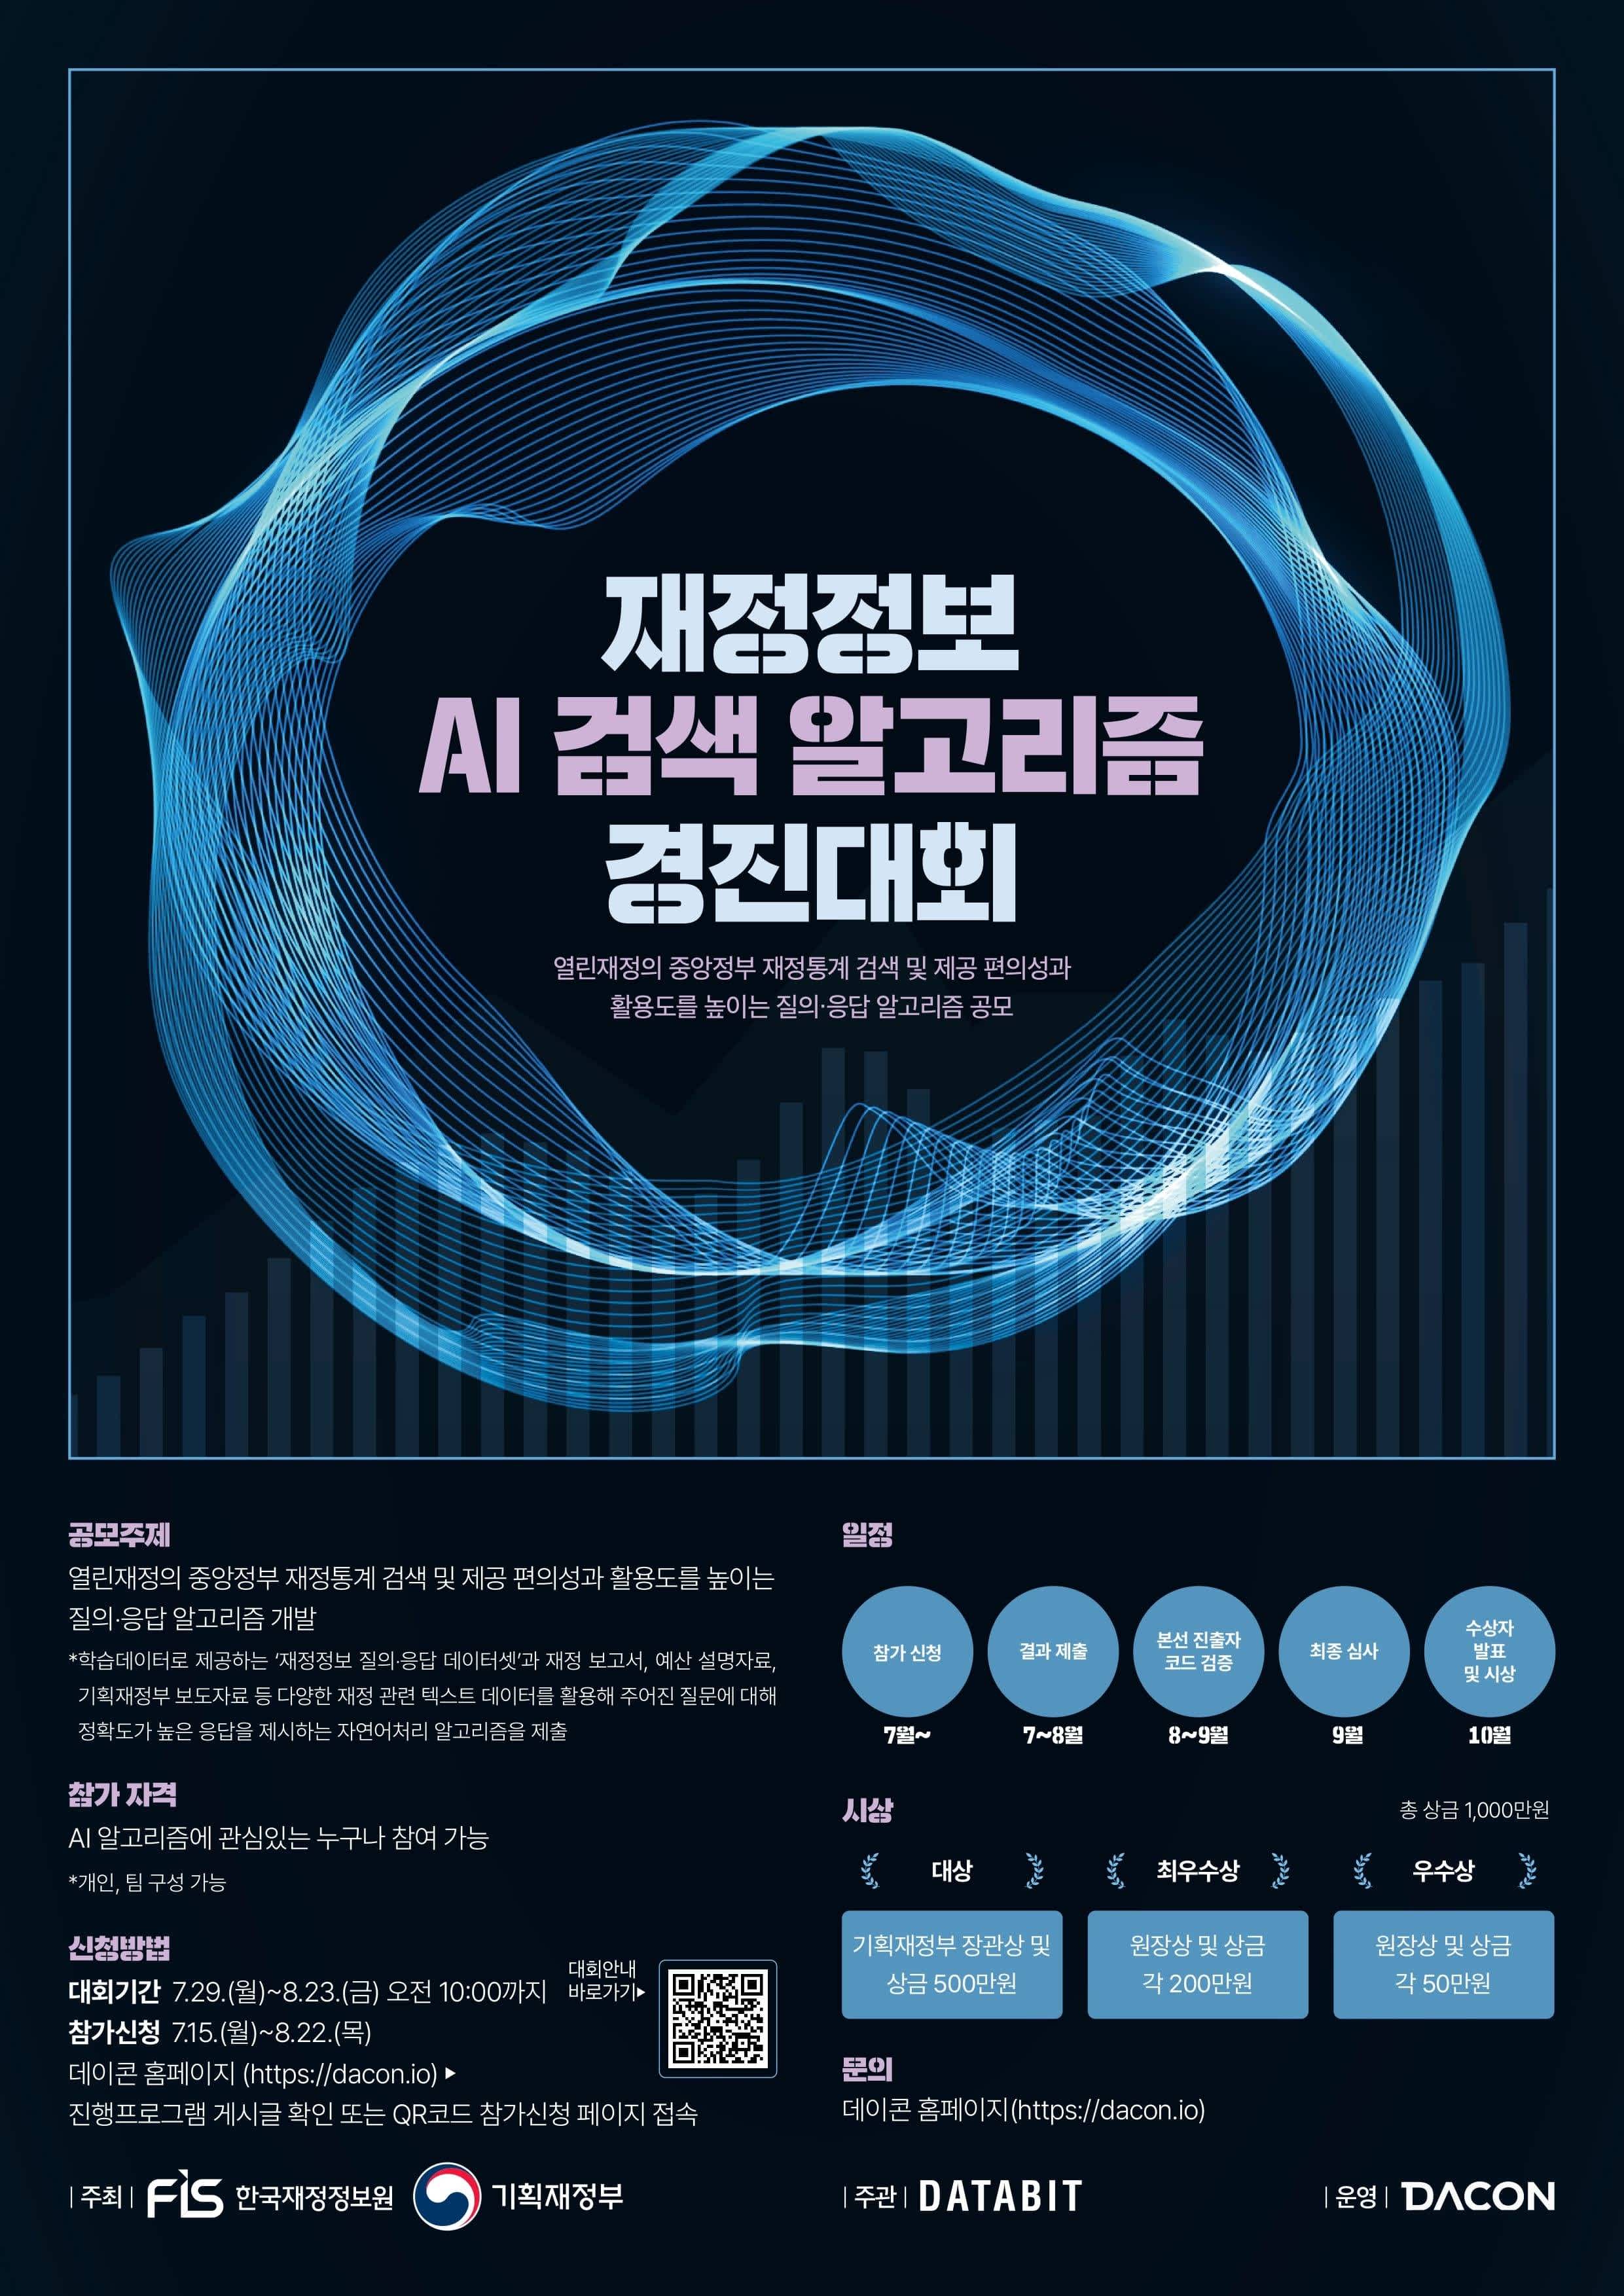 재정정보
AI 검색 알고리즘
경진대회
열린재정의 중앙정부 재정통계 검색 및 제공 편의성과
활용도를 높이는 질의·응답 알고리즘 공모
공모주제
열린재정의 중앙정부 재정통계 검색 및 제공 편의성과 활용도를 높이는
질의·응답 알고리즘 개발
*학습데이터로 제공하는 ‘재정정보 질의·응답 데이터셋’과 재정 보고서, 예산 설명자료,
기획재정부 보도자료 등 다양한 재정 관련 텍스트 데이터를 활용해 주어진 질문에 대해
정확도가 높은 응답을 제시하는 자연어처리 알고리즘을 제출
참가 자격
AI 알고리즘에 관심있는 누구나 참여 가능
*개인, 팀 구성 가능
신청방법
대회기간 7.29.(월)~8.23.(금) 오전 10:00까지
대회안내
바로가기▶
참가신청 7.15.(월)~8.22.(목)
데이콘 홈페이지 (https://dacon.io) ▶
진행프로그램 게시글 확인 또는 QR코드 참가신청 페이지 접속
일정
참가 신청
7월~
결과 제출
7~8월
본선 진출자
코드 검증
8~9월
최종 심사
9월
수상자
발표
및 시상
10월
시상
총 상금 1,000만원
대상
기획재정부 장관상 및
상금 500만원
최우수상
원장상 및 상금
각 200만원
우수상
원장상 및 상금
각 50만원
문의
데이콘 홈페이지(https://dacon.io)
| 주최 | FIS 한국재정정보원 기획재정부
| 주관 | DATABIT
| 운영 | DACON